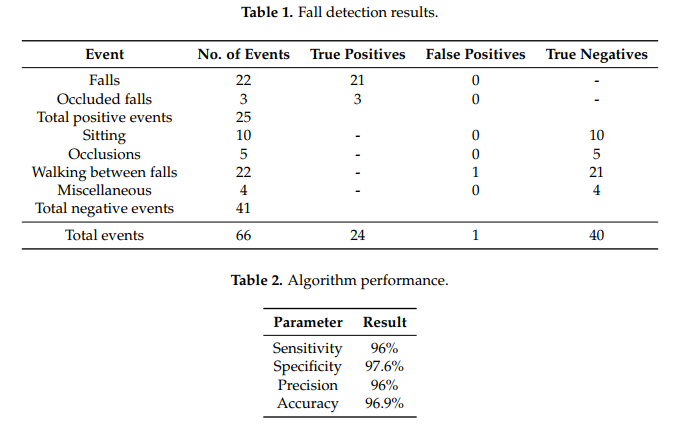 Table 1. Fall detection results.
Event No. of Events True Positives False Positives True Negatives
Falls 22 21 0 -
Occluded falls 3 3 0 -
Total positive events 25
Sitting 10 - 0 10
Occlusions 5 - 0 5
Walking between falls 22 - 1 21
Miscellaneous 4 - 0 4
Total negative events 41
Total events 66 24 1 40
Table 2. Algorithm performance.
Parameter Result
Sensitivity 96%
Specificity 97.6%
Precision 96%
Accuracy 96.9%